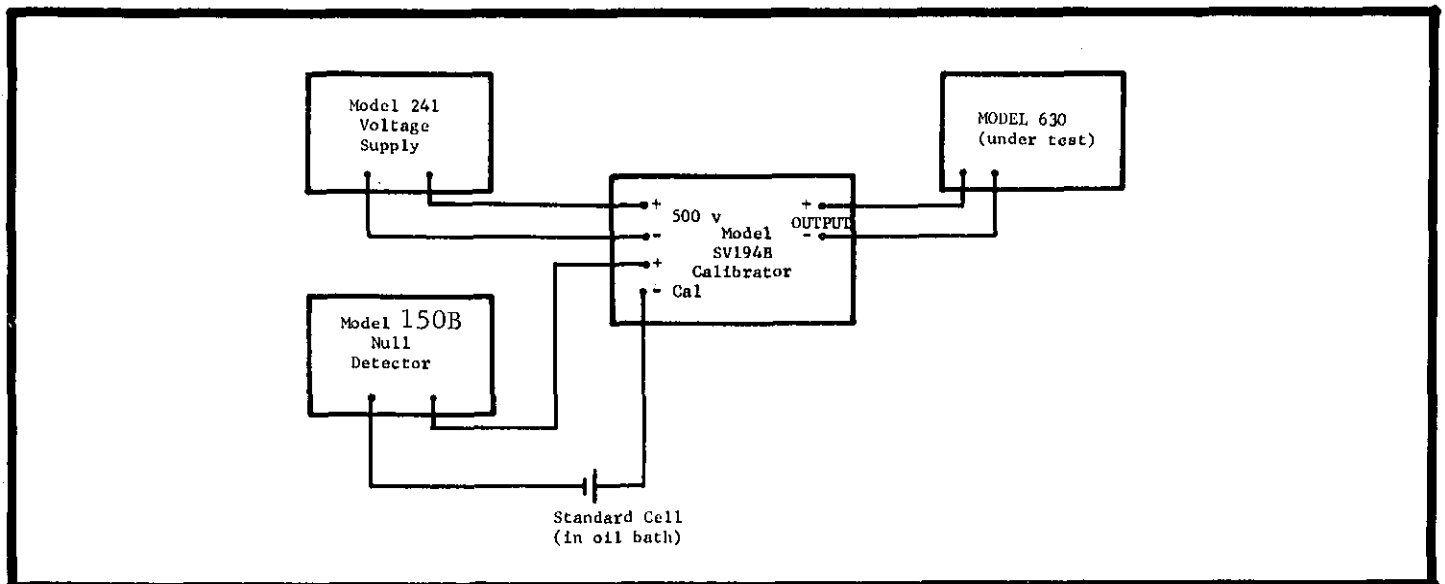 Model 241
Voltage
Supply
MODEL 630
(under test)
+
500 v
-
+
- Cal
Model
SV194B
Calibrator
+
OUTPUT
-
Model 150B
Null
Detector
Standard Cell
(in oil bath)